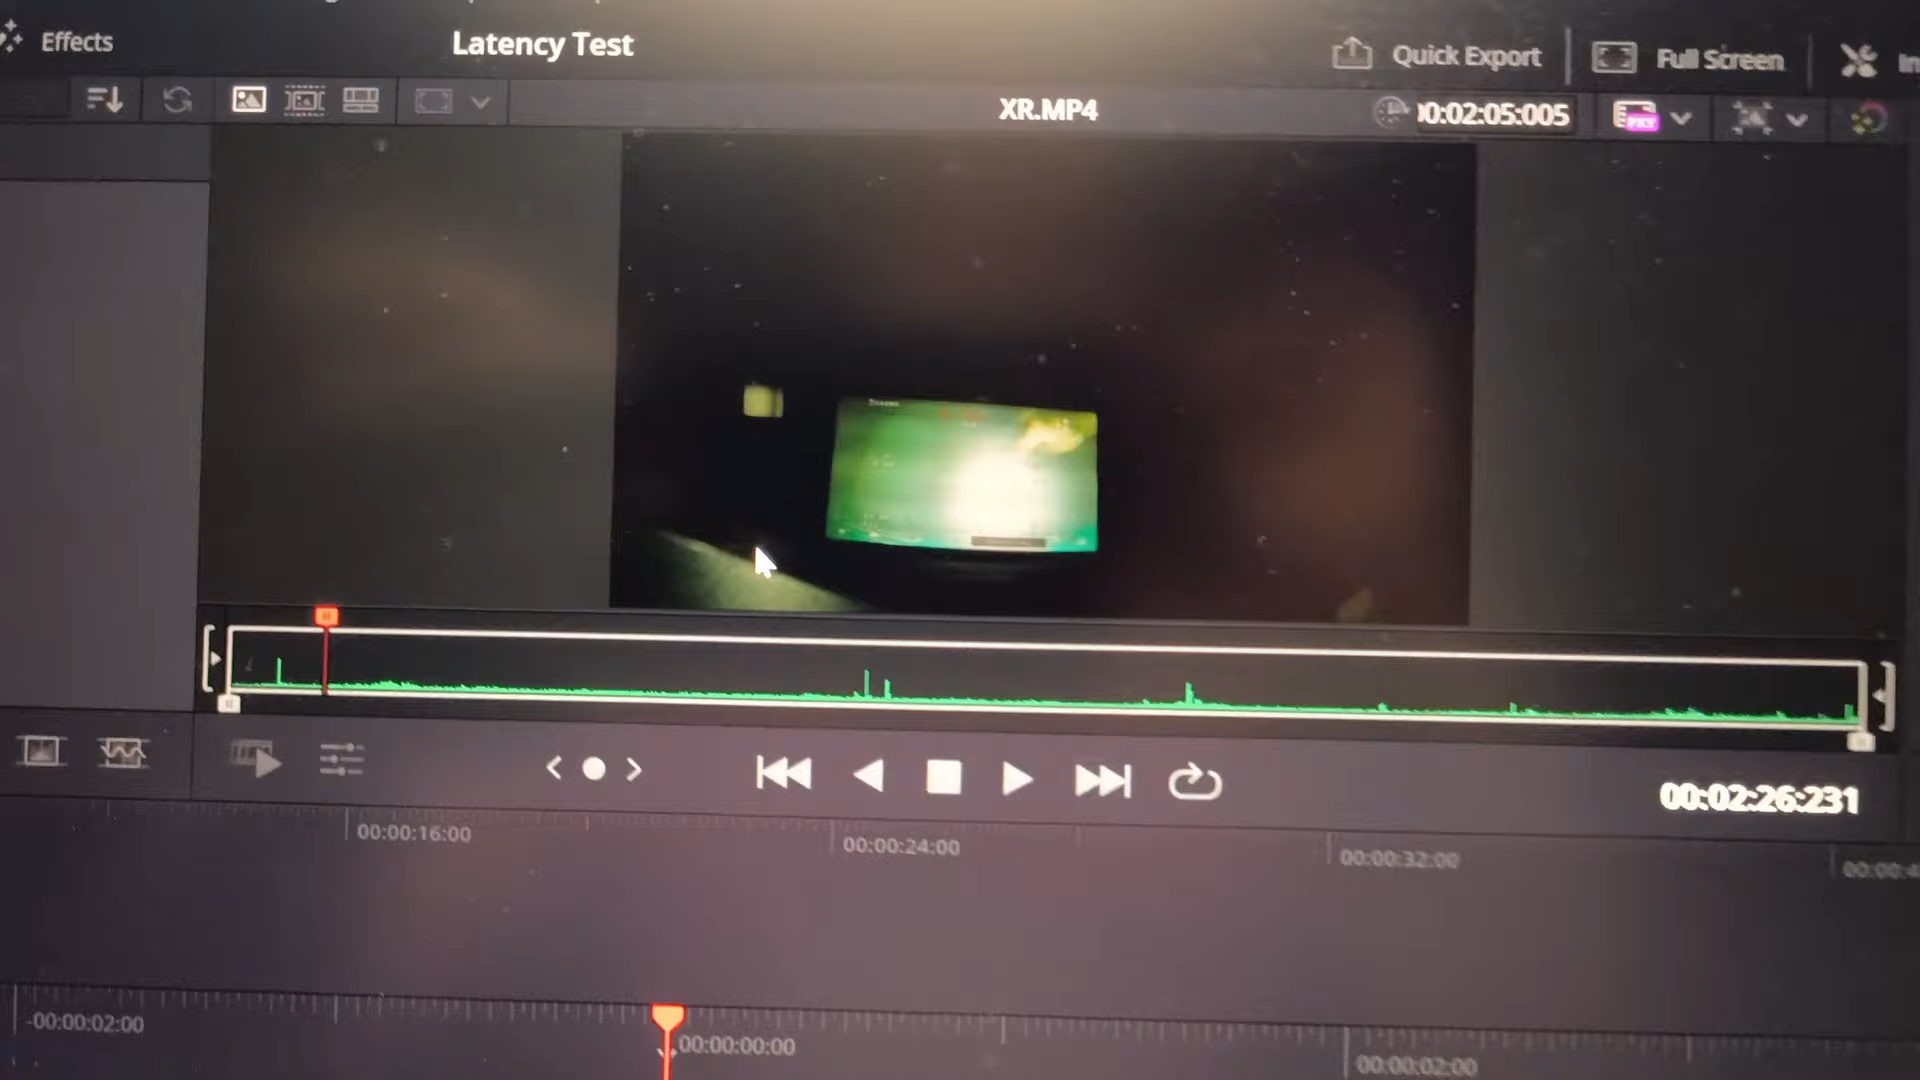 Effects
Latency Test
Quick Export
Full Screen
XR.MP4
00:02:05:005
00:02:26:231
00:00:16:00
00:00:24:00
00:00:32:00
-00:00:02:00
00:00:00:00
00:00:02:00